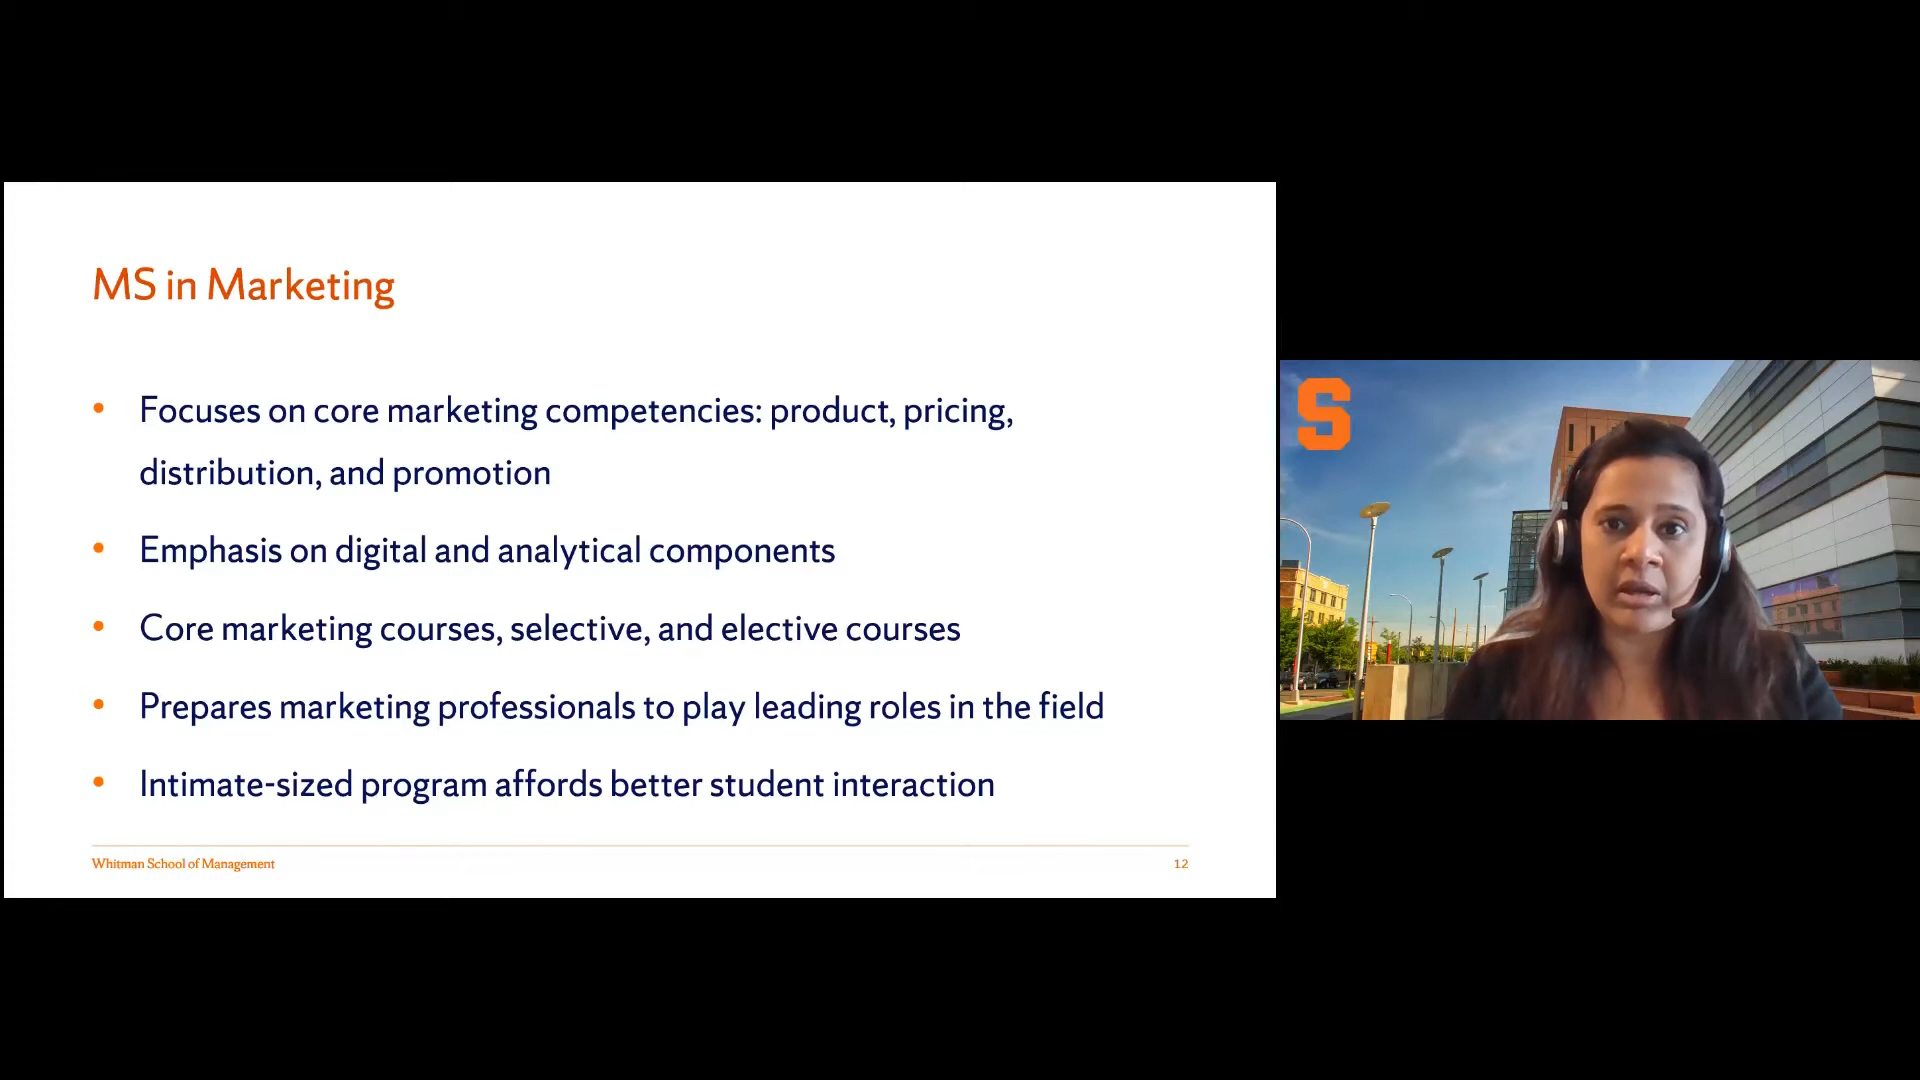 MS in Marketing
• Focuses on core marketing competencies: product, pricing,
distribution, and promotion
• Emphasis on digital and analytical components
• Core marketing courses, selective, and elective courses
• Prepares marketing professionals to play leading roles in the field
• Intimate-sized program affords better student interaction
Whitman School of Management
12
S